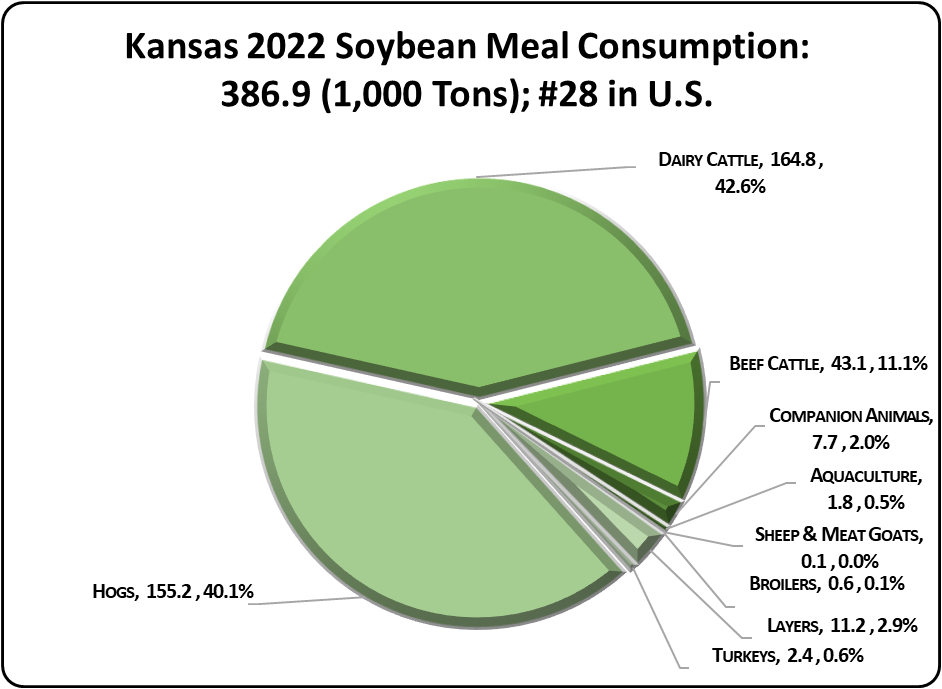 Kansas 2022 Soybean Meal Consumption:
386.9 (1,000 Tons); #28 in U.S.
DAIRY CATTLE, 164.8 ,
42.6%
BEEF CATTLE, 43.1 , 11.1%
COMPANION ANIMALS,
7.7 , 2.0%
AQUACULTURE,
1.8 , 0.5%
SHEEP & MEAT GOATS,
0.1 , 0.0%
BROILERS, 0.6 , 0.1%
HOGS, 155.2 , 40.1%
LAYERS, 11.2 , 2.9%
TURKEYS, 2.4 , 0.6%